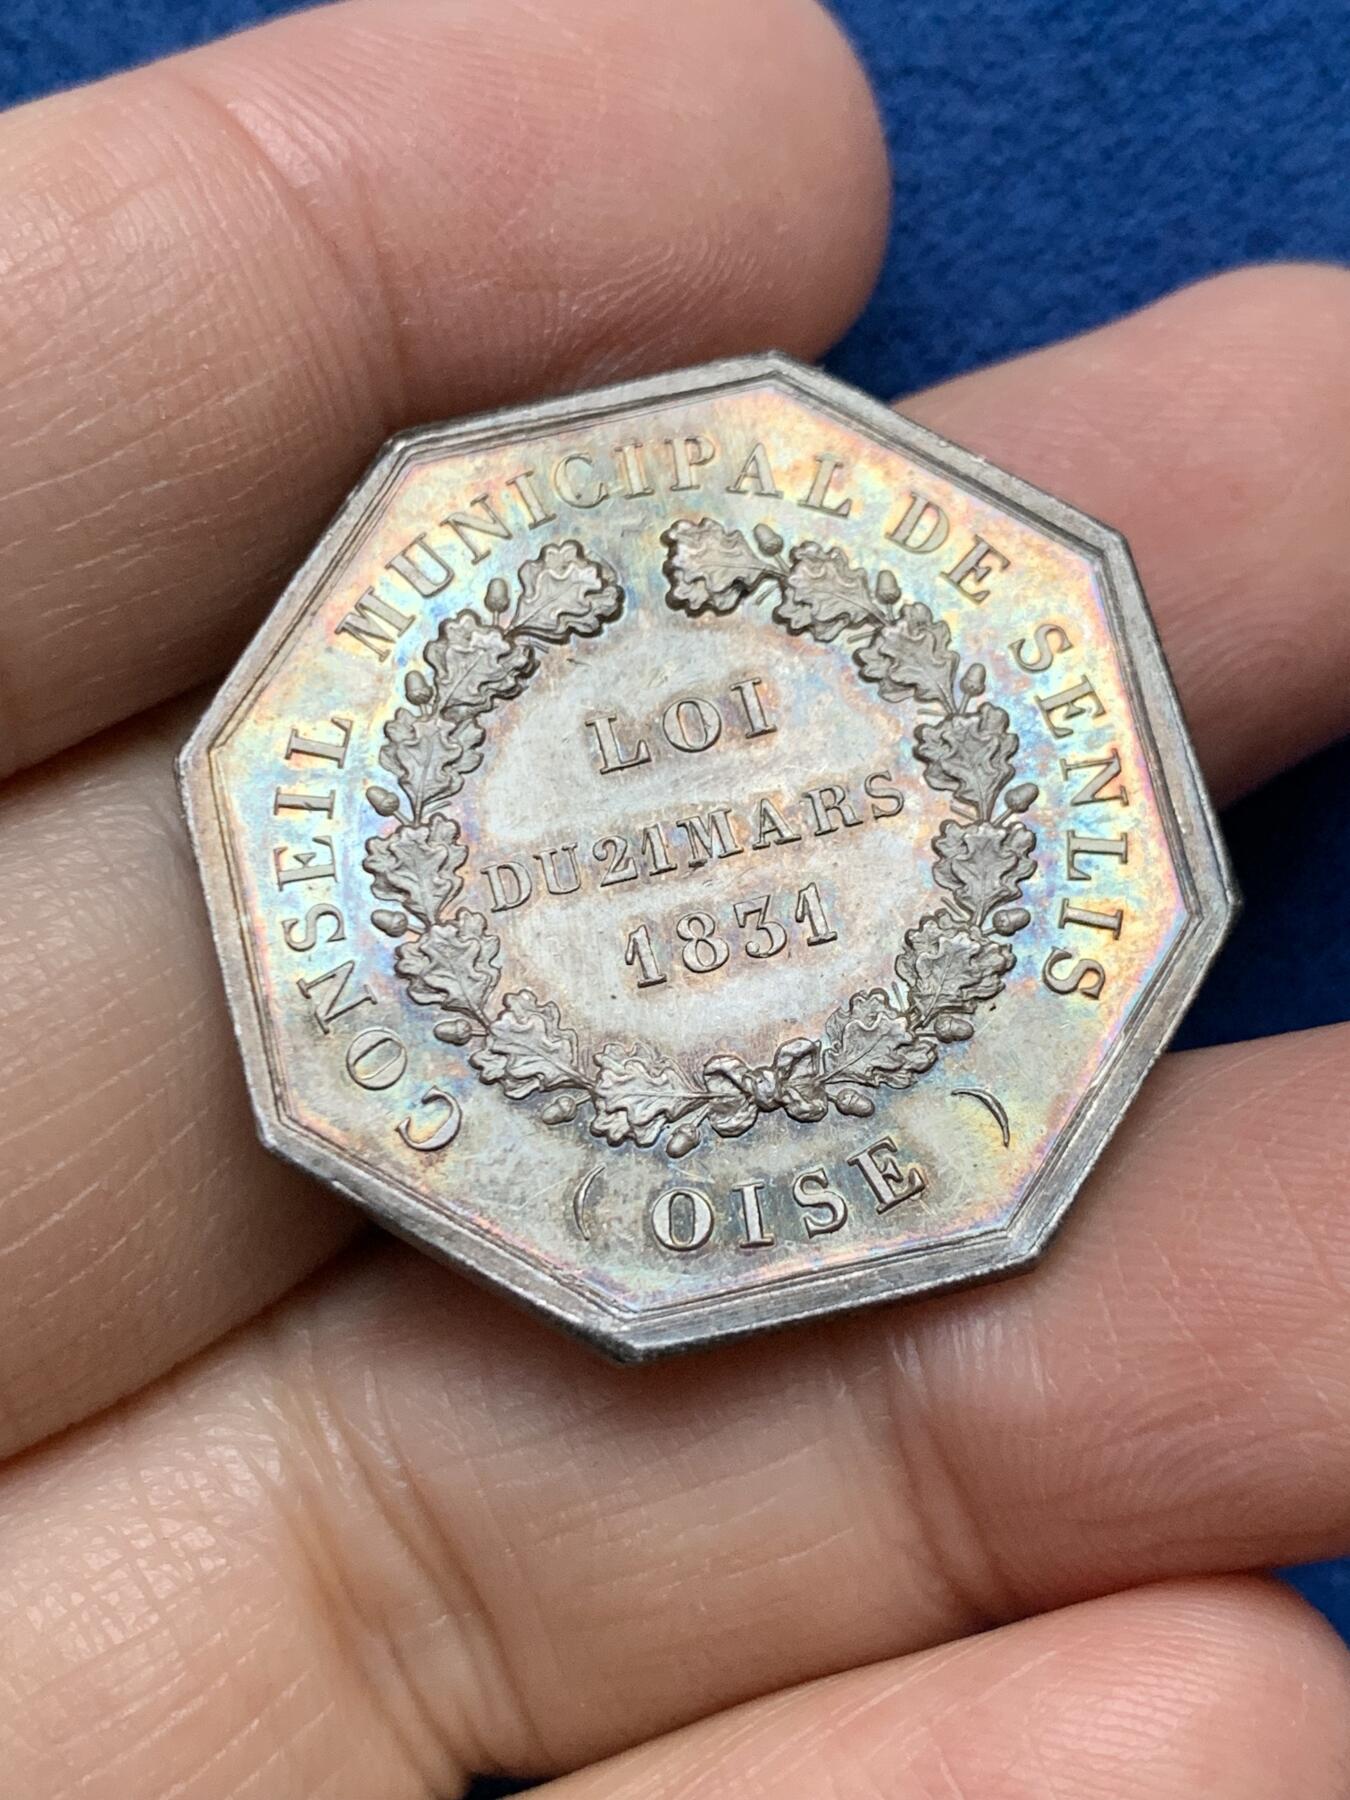 CONSEIL MUNICIPAL DE SENLIS
LOI
DU 21 MARS
1831
( OISE )